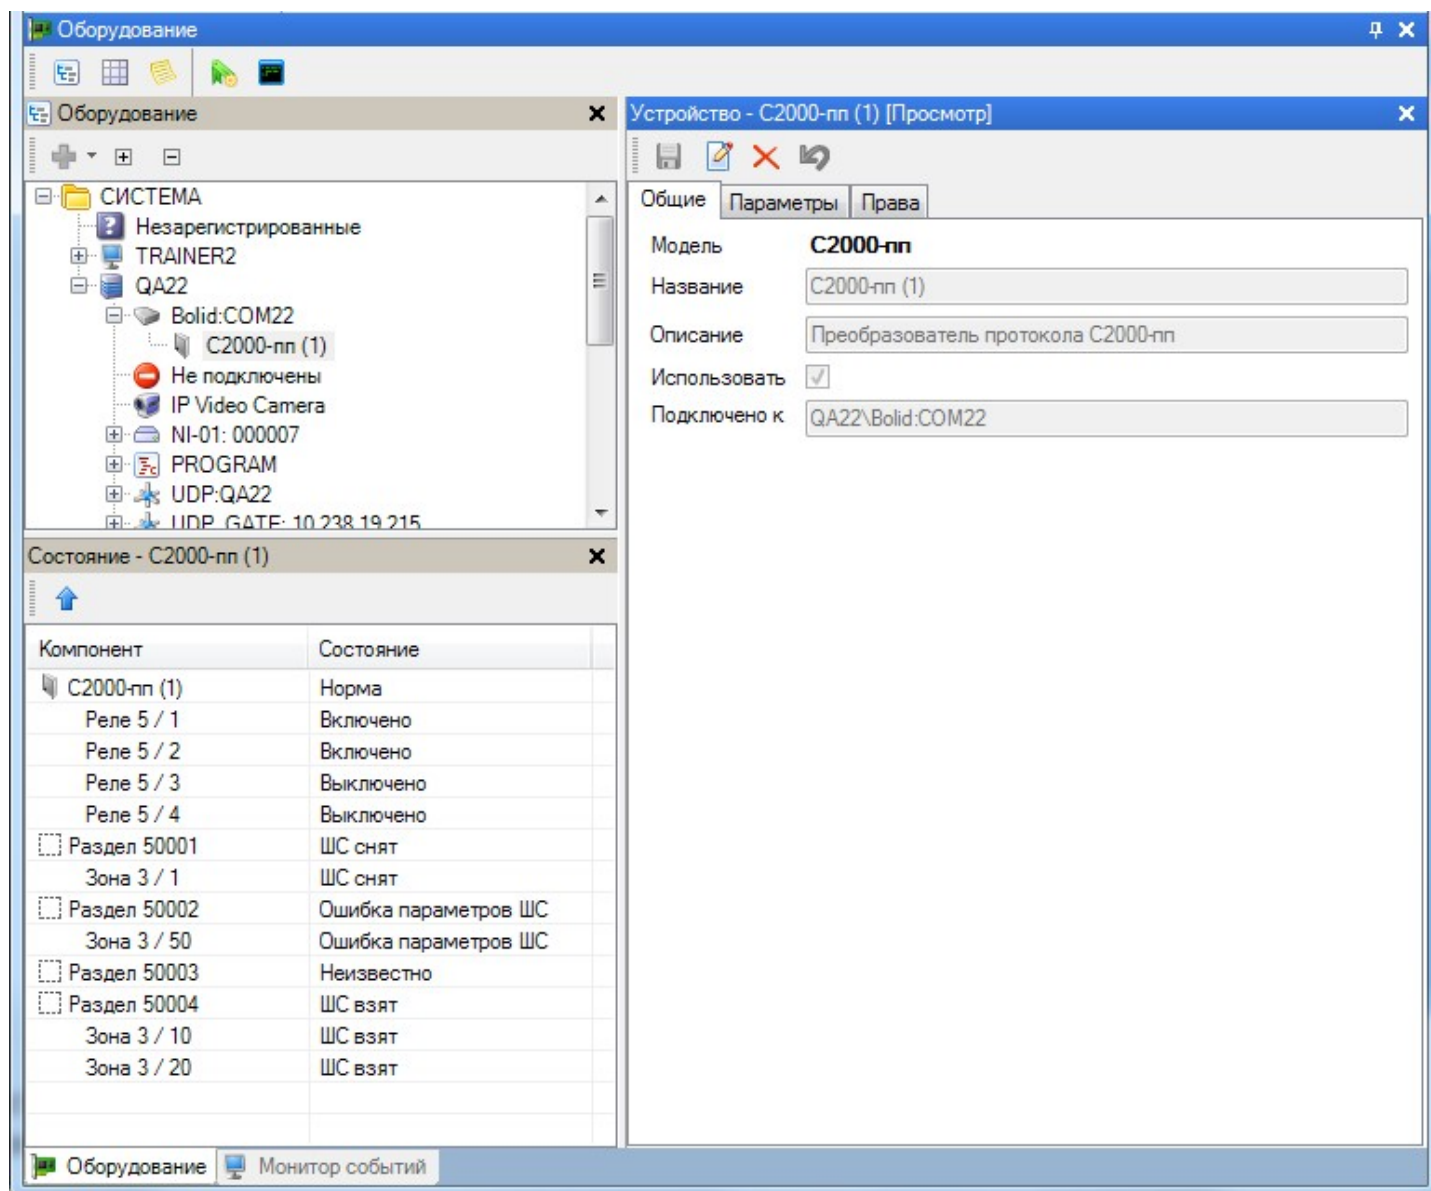 Оборудование
Оборудование
СИСТЕМА
Незарегистрированные
TRAINER2
QA22
Bolid:COM22
С2000-пп (1)
Не подключены
IP Video Camera
NI-01: 000007
PROGRAM
UDP:QA22
UDP_GATE: 10.238.19.215
Состояние - С2000-пп (1)
Компонент Состояние
С2000-пп (1) Норма
Реле 5 / 1 Включено
Реле 5 / 2 Включено
Реле 5 / 3 Выключено
Реле 5 / 4 Выключено
Раздел 50001 ШС снят
Зона 3 / 1 ШС снят
Раздел 50002 Ошибка параметров ШС
Зона 3 / 50 Ошибка параметров ШС
Раздел 50003 Неизвестно
Раздел 50004 ШС взят
Зона 3 / 10 ШС взят
Зона 3 / 20 ШС взят
Устройство - С2000-пп (1) [Просмотр]
Общие Параметры Права
Модель С2000-пп
Название С2000-пп (1)
Описание Преобразователь протокола С2000-пп
Использовать
Подключено к QA22\Bolid:COM22
Оборудование Монитор событий